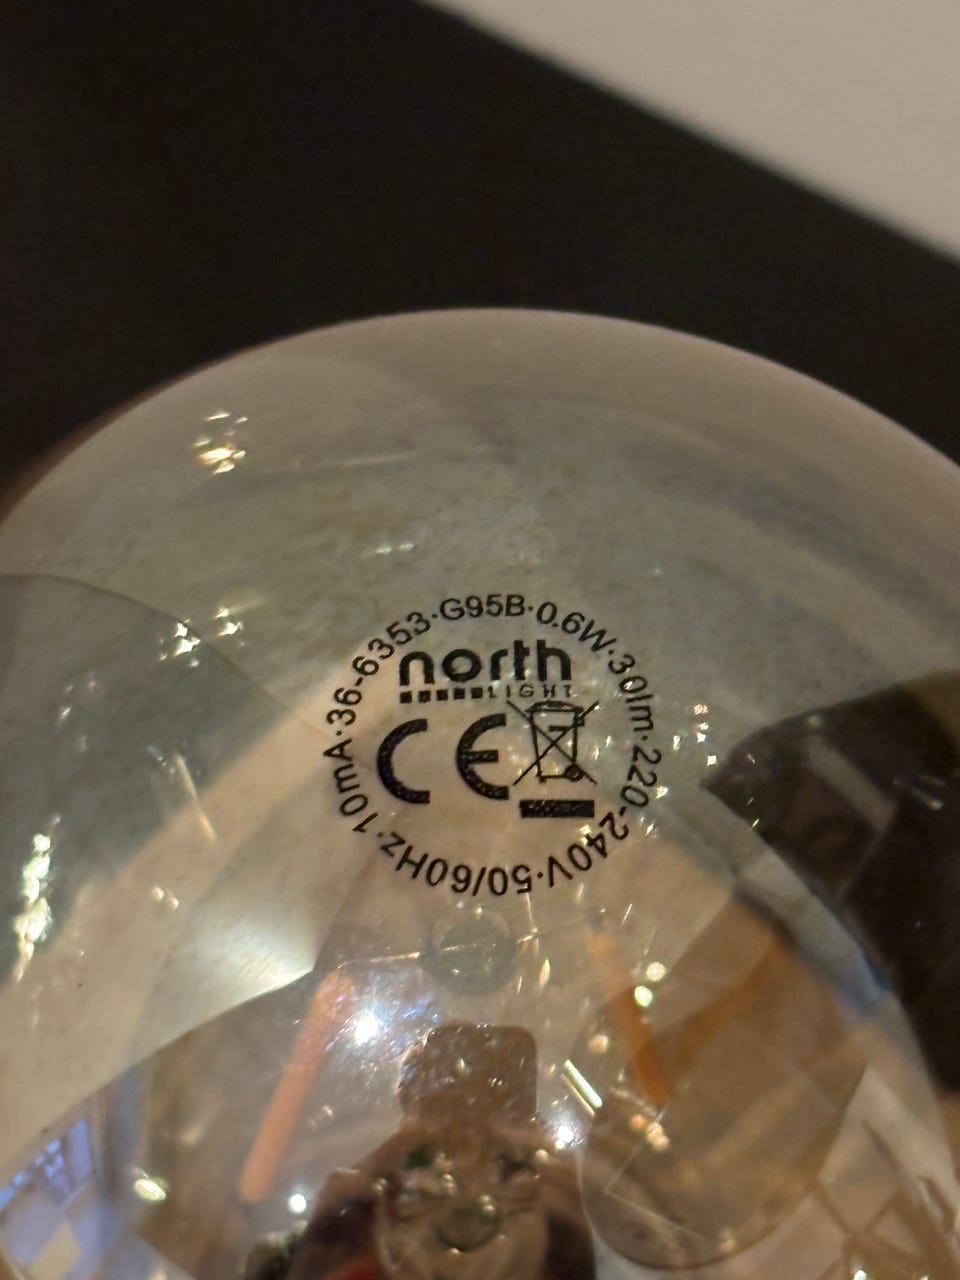 36-6353·G95B·0.6W·30lm·220-240V·50/60Hz·10mA·
north
LIGHT
CE